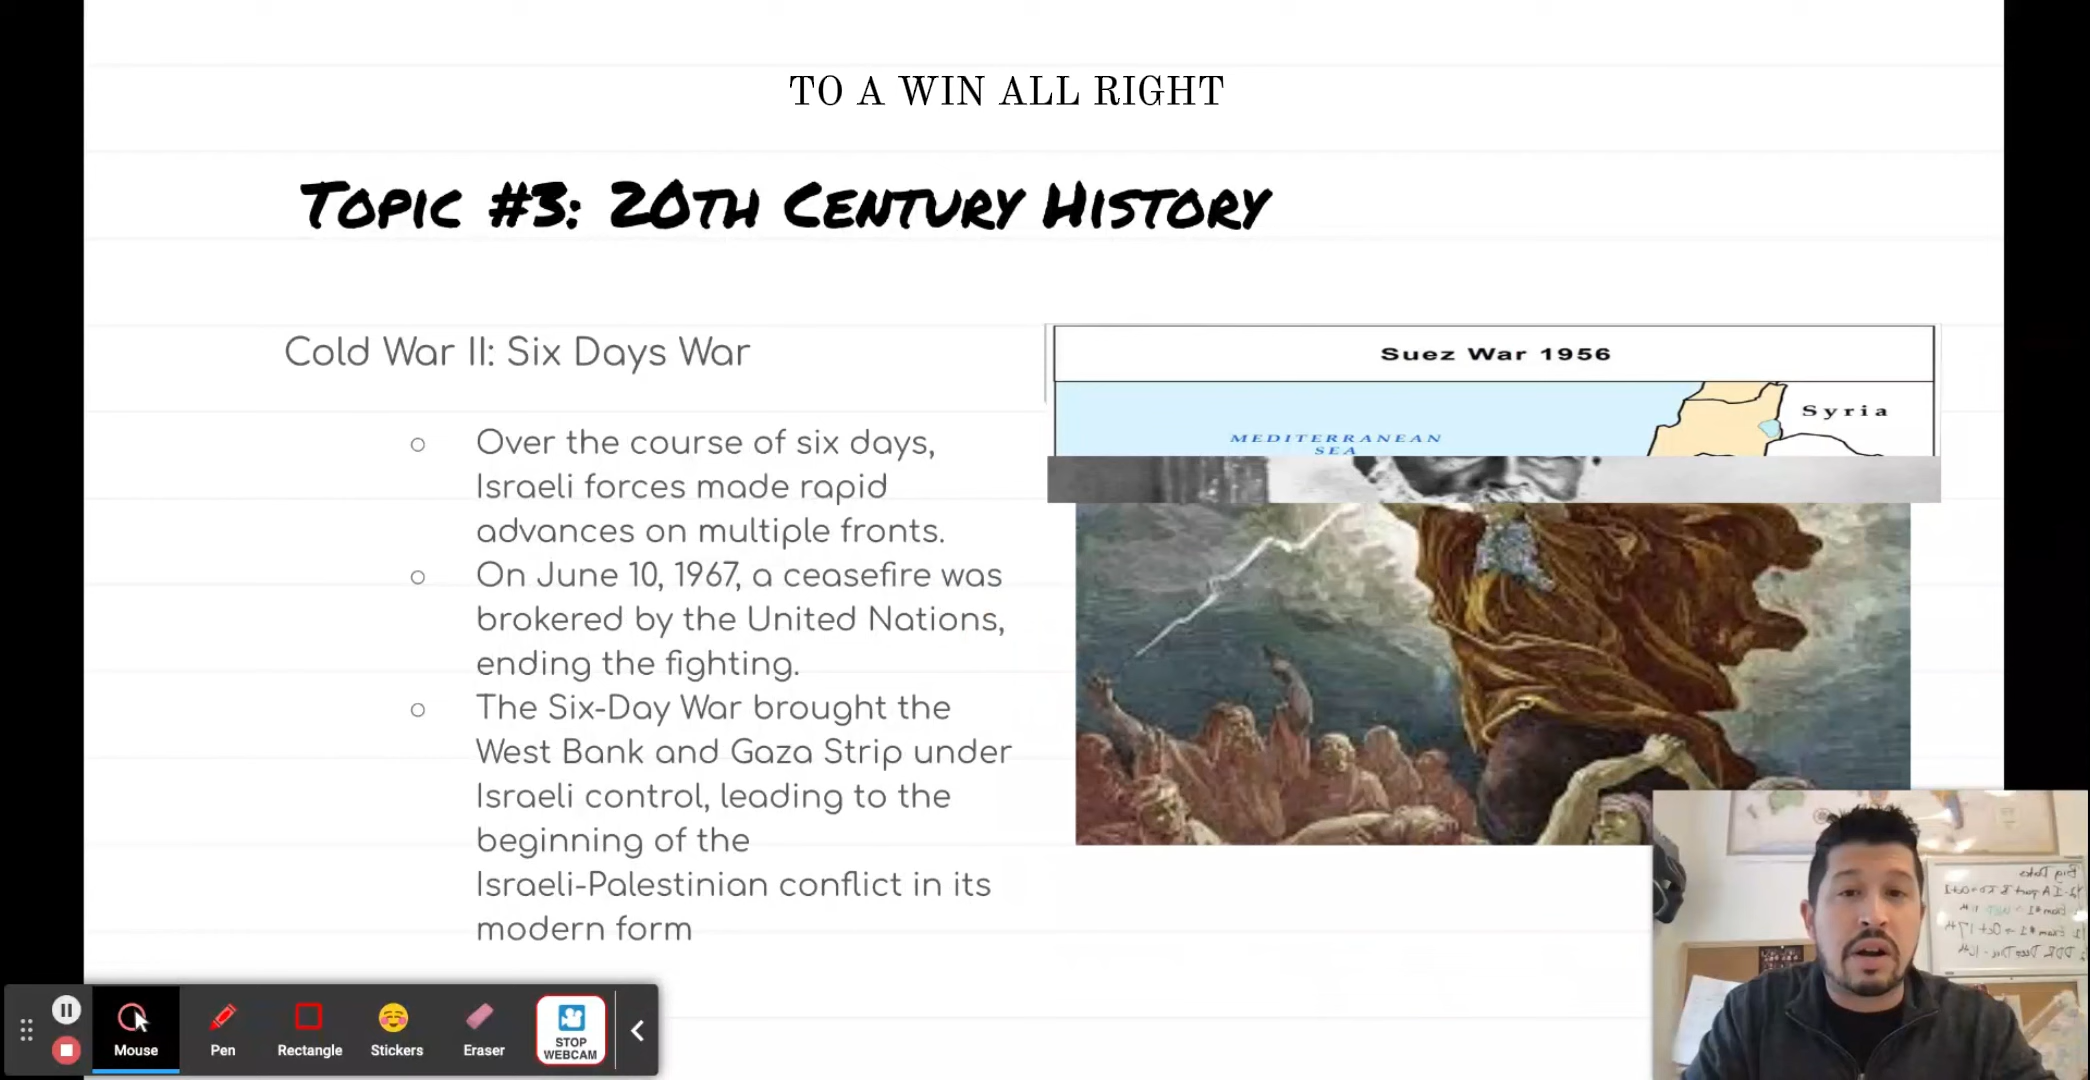 TO A WIN ALL RIGHT
TOPIC #3: 20TH CENTURY HISTORY
Cold War II: Six Days War
Over the course of six days,
Israeli forces made rapid
advances on multiple fronts.
On June 10, 1967, a ceasefire was
brokered by the United Nations,
ending the fighting.
The Six-Day War brought the
West Bank and Gaza Strip under
Israeli control, leading to the
beginning of the
Israeli-Palestinian conflict in its
modern form
Suez War 1956
Syria
MEDITERRANEAN
SEA
Big Dates
Mouse
Pen
Rectangle
Stickers
Eraser
STOP
WEBCAM